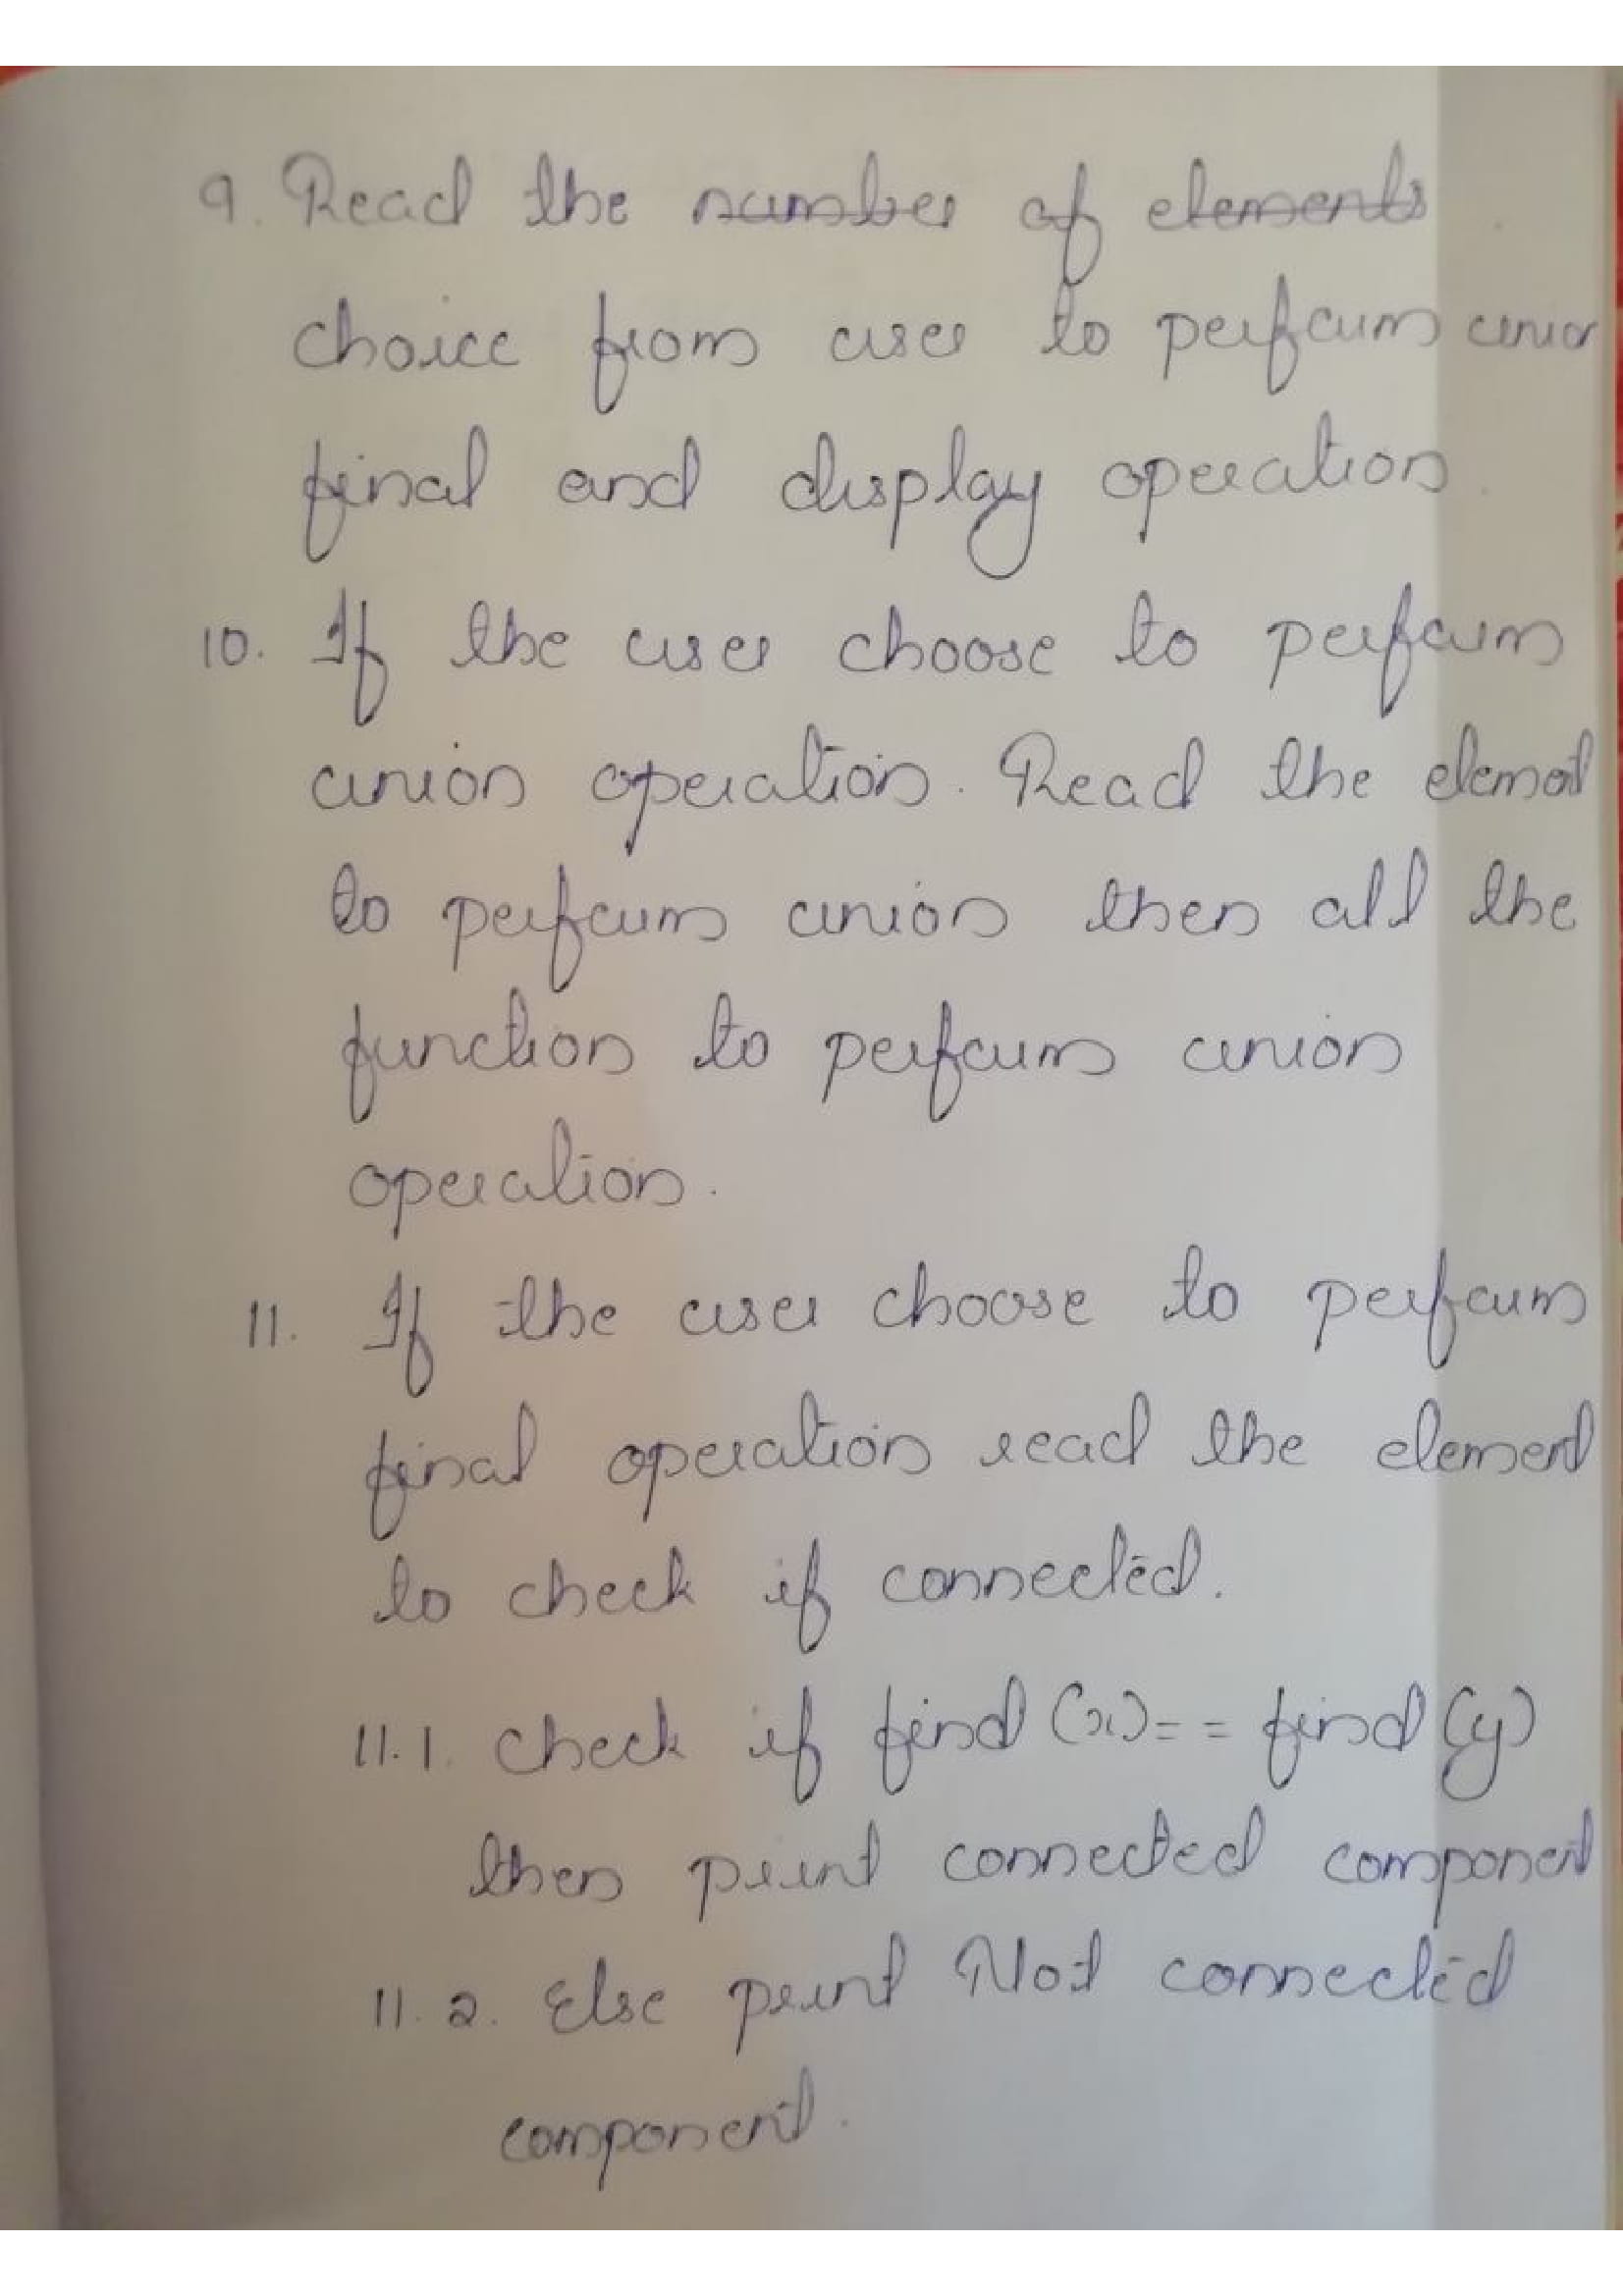 9. Read the number of elements
choice from user to perform union
final and display operation.
10. If the user choose to perform
union operation. Read the element
to perform union then all the
function to perform union
operation.
11. If the user choose to perform
final operation read the element
to check if connected.
11.1. check if find (x) == find (y)
then print connected component
11.2. Else print Not connected
component.